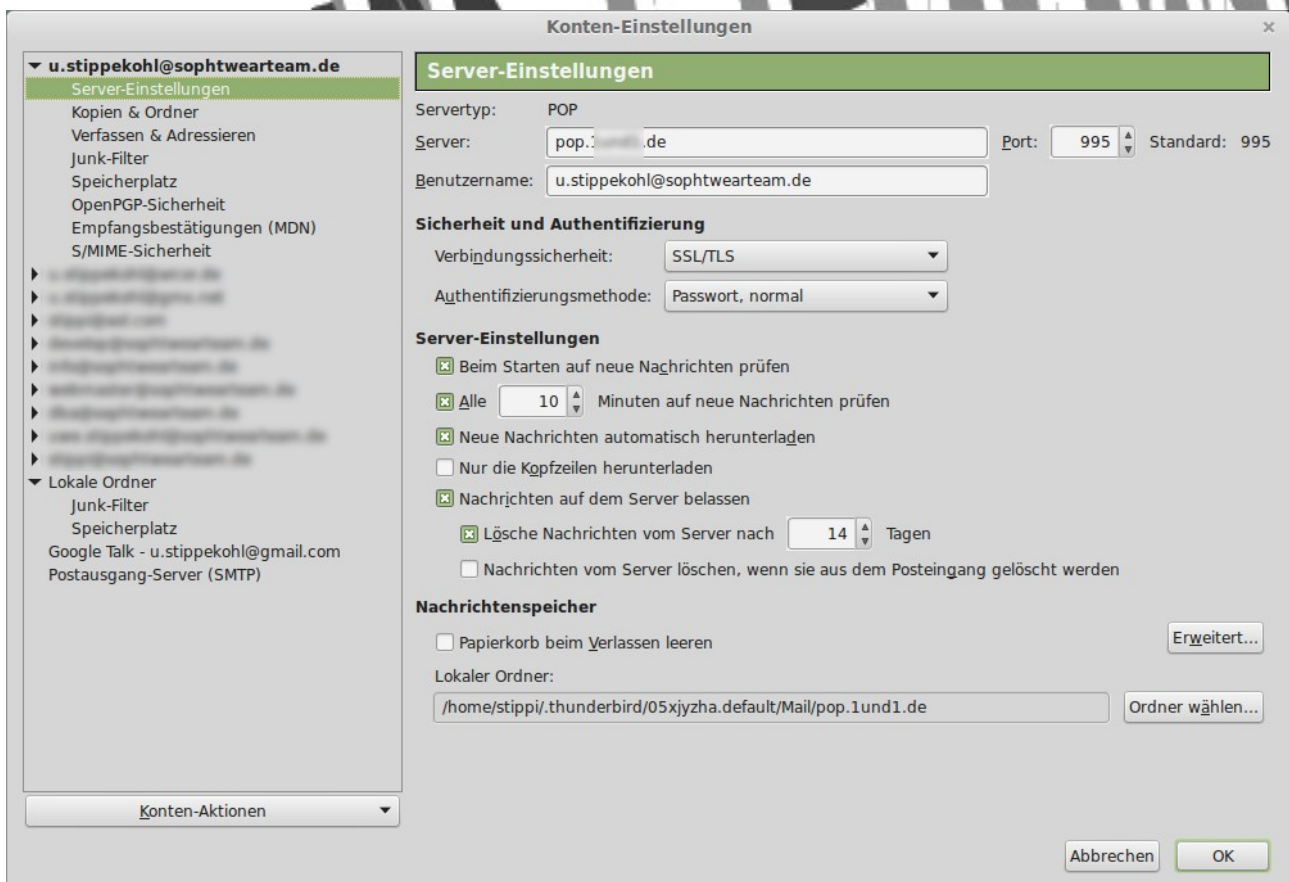 Konten-Einstellungen
u.stippekohl@sophtwearteam.de
Server-Einstellungen
Kopien & Ordner
Verfassen & Adressieren
Junk-Filter
Speicherplatz
OpenPGP-Sicherheit
Empfangsbestätigungen (MDN)
S/MIME-Sicherheit
Lokale Ordner
Junk-Filter
Speicherplatz
Google Talk - u.stippekohl@gmail.com
Postausgang-Server (SMTP)
Konten-Aktionen
Server-Einstellungen
Servertyp: POP
Server: pop. .de Port: 995 Standard: 995
Benutzername: u.stippekohl@sophtwearteam.de
Sicherheit und Authentifizierung
Verbindungssicherheit: SSL/TLS
Authentifizierungsmethode: Passwort, normal
Server-Einstellungen
Beim Starten auf neue Nachrichten prüfen
Alle 10 Minuten auf neue Nachrichten prüfen
Neue Nachrichten automatisch herunterladen
Nur die Kopfzeilen herunterladen
Nachrichten auf dem Server belassen
Lösche Nachrichten vom Server nach 14 Tagen
Nachrichten vom Server löschen, wenn sie aus dem Posteingang gelöscht werden
Nachrichtenspeicher
Papierkorb beim Verlassen leeren
Erweitert...
Lokaler Ordner:
/home/stippi/.thunderbird/05xjyzha.default/Mail/pop.1und1.de Ordner wählen...
Abbrechen OK